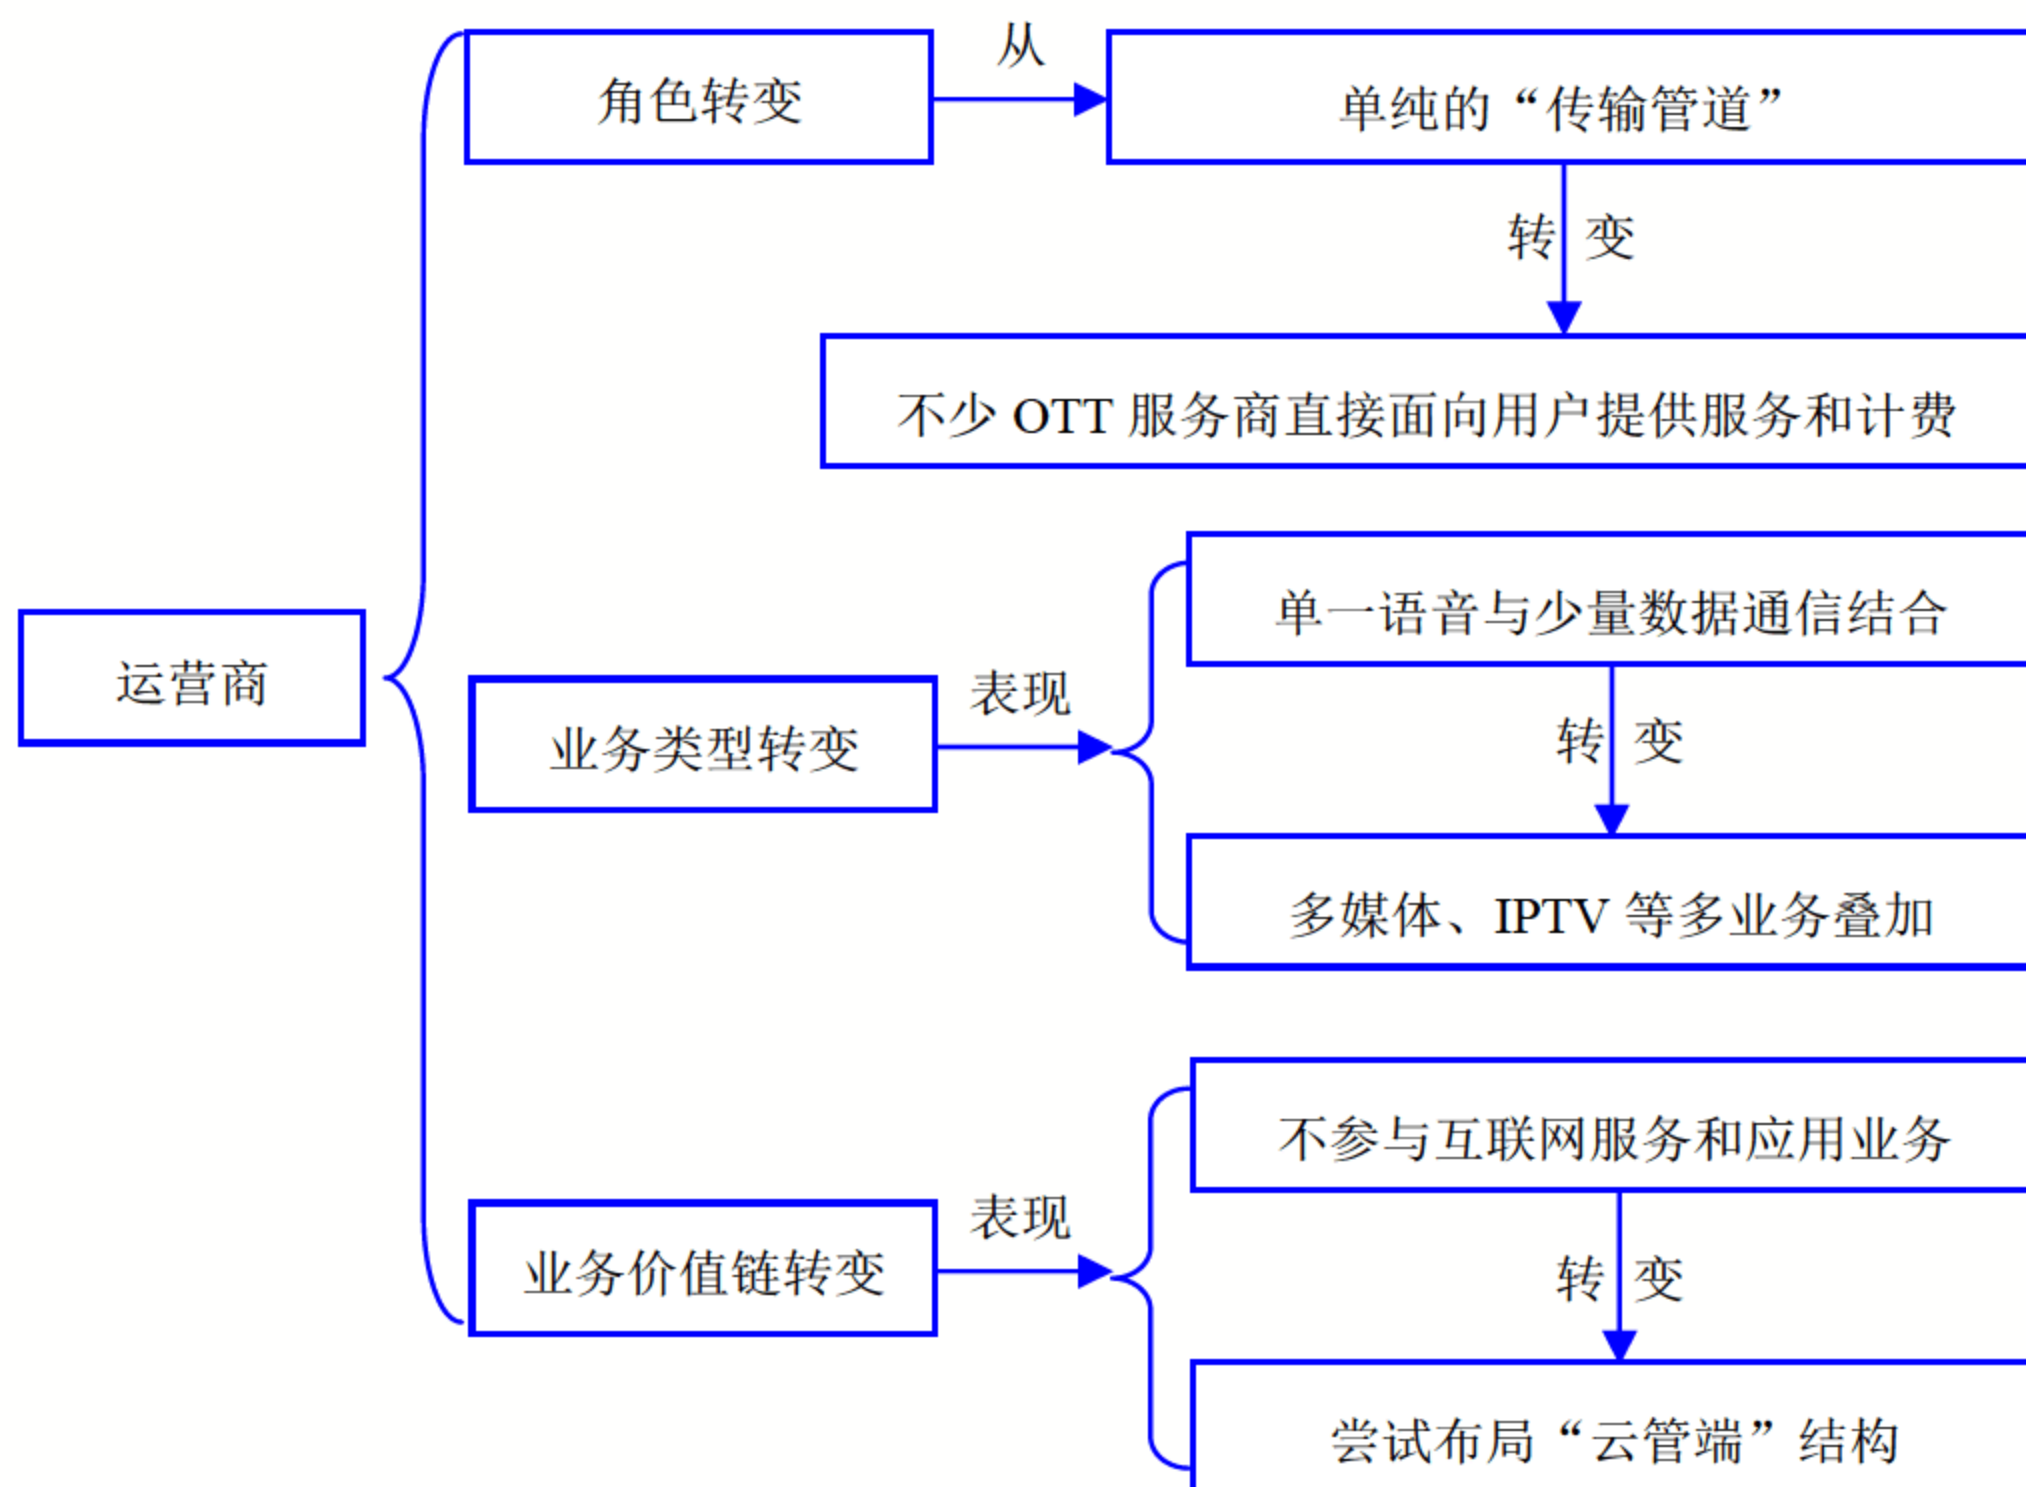 从
角色转变
单纯的“传输管道”
转变
不少 OTT 服务商直接面向用户提供服务和计费
单一语音与少量数据通信结合
运营商
表现
业务类型转变
转变
多媒体、IPTV 等多业务叠加
不参与互联网服务和应用业务
表现
业务价值链转变
转变
尝试布局“云管端”结构